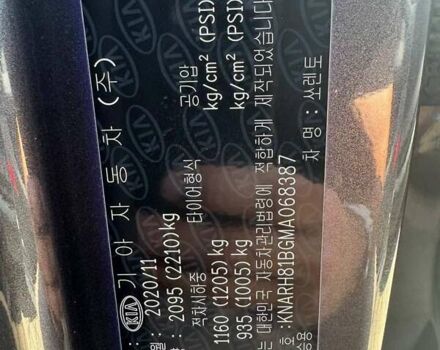 KIA 기아 자동차 (주)
2020/11
2095 (2210)kg
적차시하중 타이어형식 공기압
1160 (1205) kg kg/cm² (PSI)
935 (1005) kg kg/cm² (PSI)
는 대한민국 자동차관리법령에 적합하게 제작되었습니다
KNARH81BGMA068387
차 명 : 쏘렌토